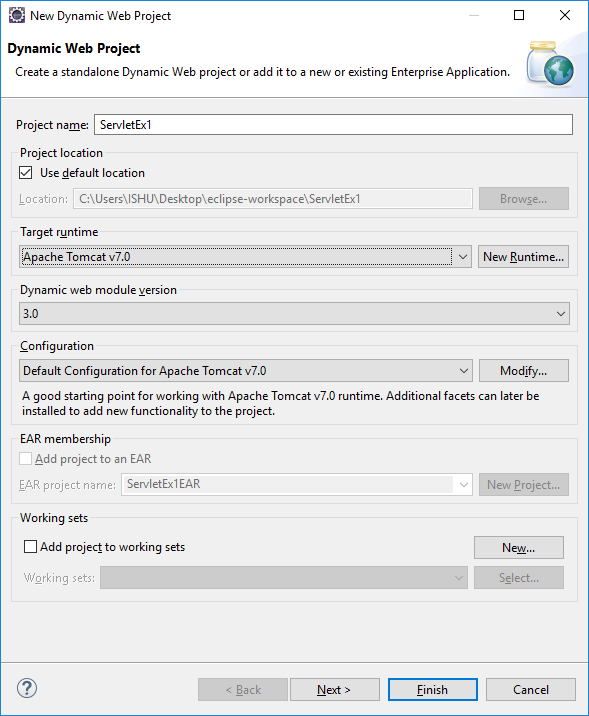 New Dynamic Web Project
Dynamic Web Project
Create a standalone Dynamic Web project or add it to a new or existing Enterprise Application.
Project name: ServletEx1
Project location
Use default location
Location: C:\Users\ISHU\Desktop\eclipse-workspace\ServletEx1 Browse...
Target runtime
Apache Tomcat v7.0 New Runtime...
Dynamic web module version
3.0
Configuration
Default Configuration for Apache Tomcat v7.0 Modify...
A good starting point for working with Apache Tomcat v7.0 runtime. Additional facets can later be
installed to add new functionality to the project.
EAR membership
Add project to an EAR
EAR project name: ServletEx1EAR New Project...
Working sets
Add project to working sets New...
Working sets: Select...
? < Back Next > Finish Cancel